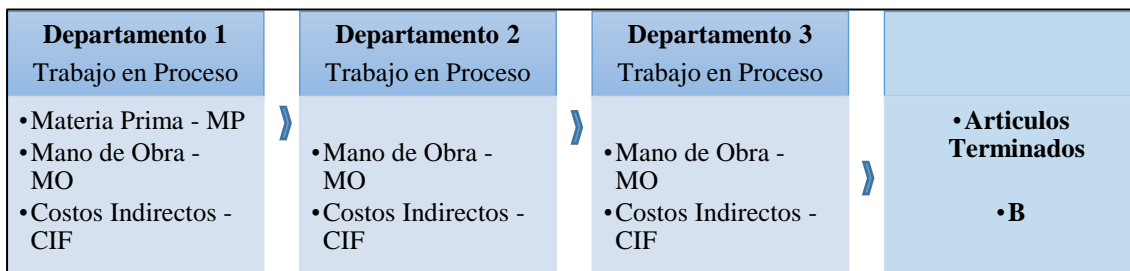 Departamento 1
Trabajo en Proceso
•Materia Prima - MP
•Mano de Obra -
MO
•Costos Indirectos -
CIF
Departamento 2
Trabajo en Proceso
•Mano de Obra -
MO
•Costos Indirectos -
CIF
Departamento 3
Trabajo en Proceso
•Mano de Obra -
MO
•Costos Indirectos -
CIF
•Articulos
Terminados
•B